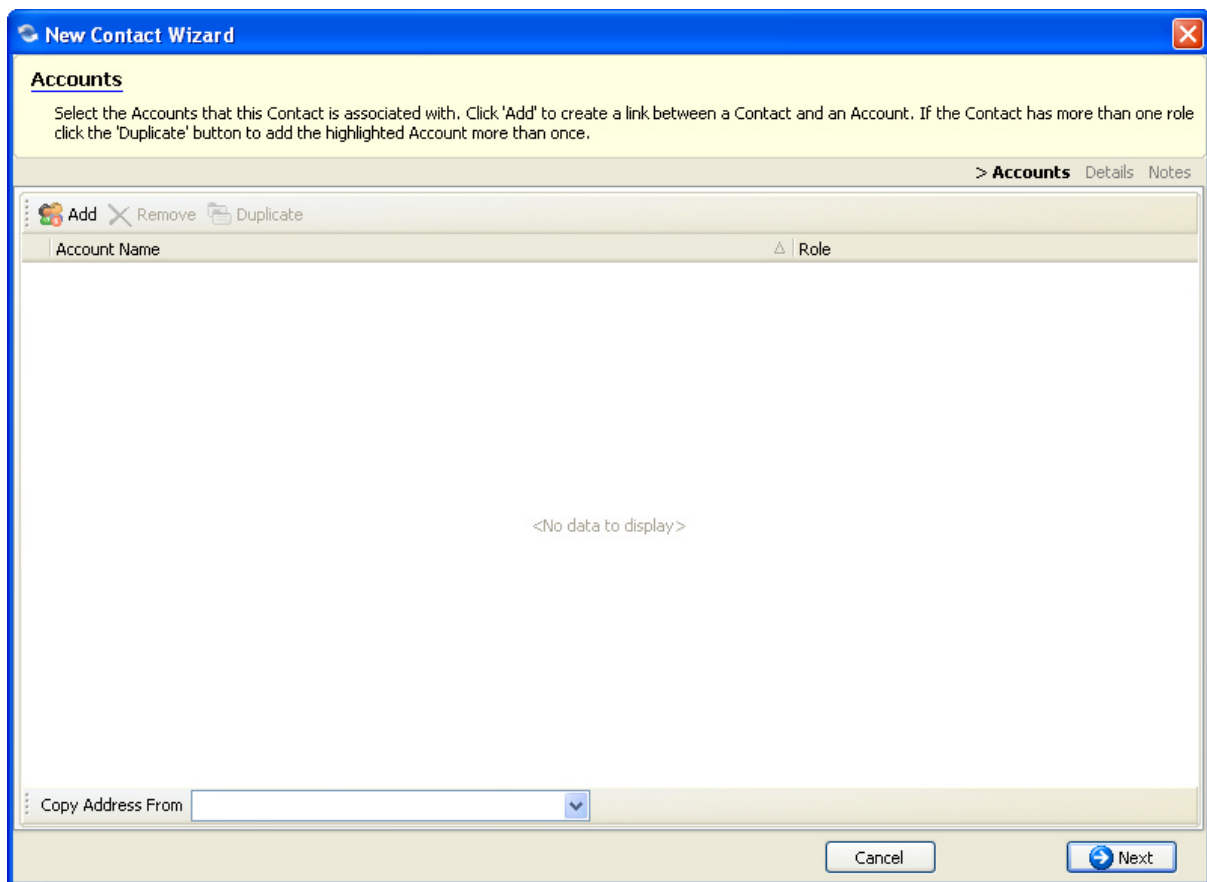 New Contact Wizard
Accounts
Select the Accounts that this Contact is associated with. Click 'Add' to create a link between a Contact and an Account. If the Contact has more than one role
click the 'Duplicate' button to add the highlighted Account more than once.
> Accounts Details Notes
Add Remove Duplicate
Account Name Role
<No data to display>
Copy Address From
Cancel Next